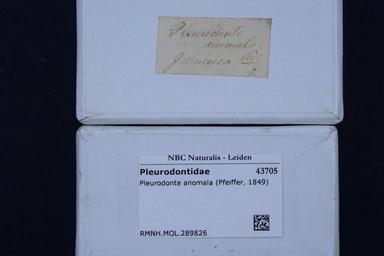 Pleurodonte
anomala
Jamaica
NBC Naturalis - Leiden
Pleurodontidae 43705
Pleurodonte anomala (Pfeiffer, 1849)
RMNH.MOL.289826